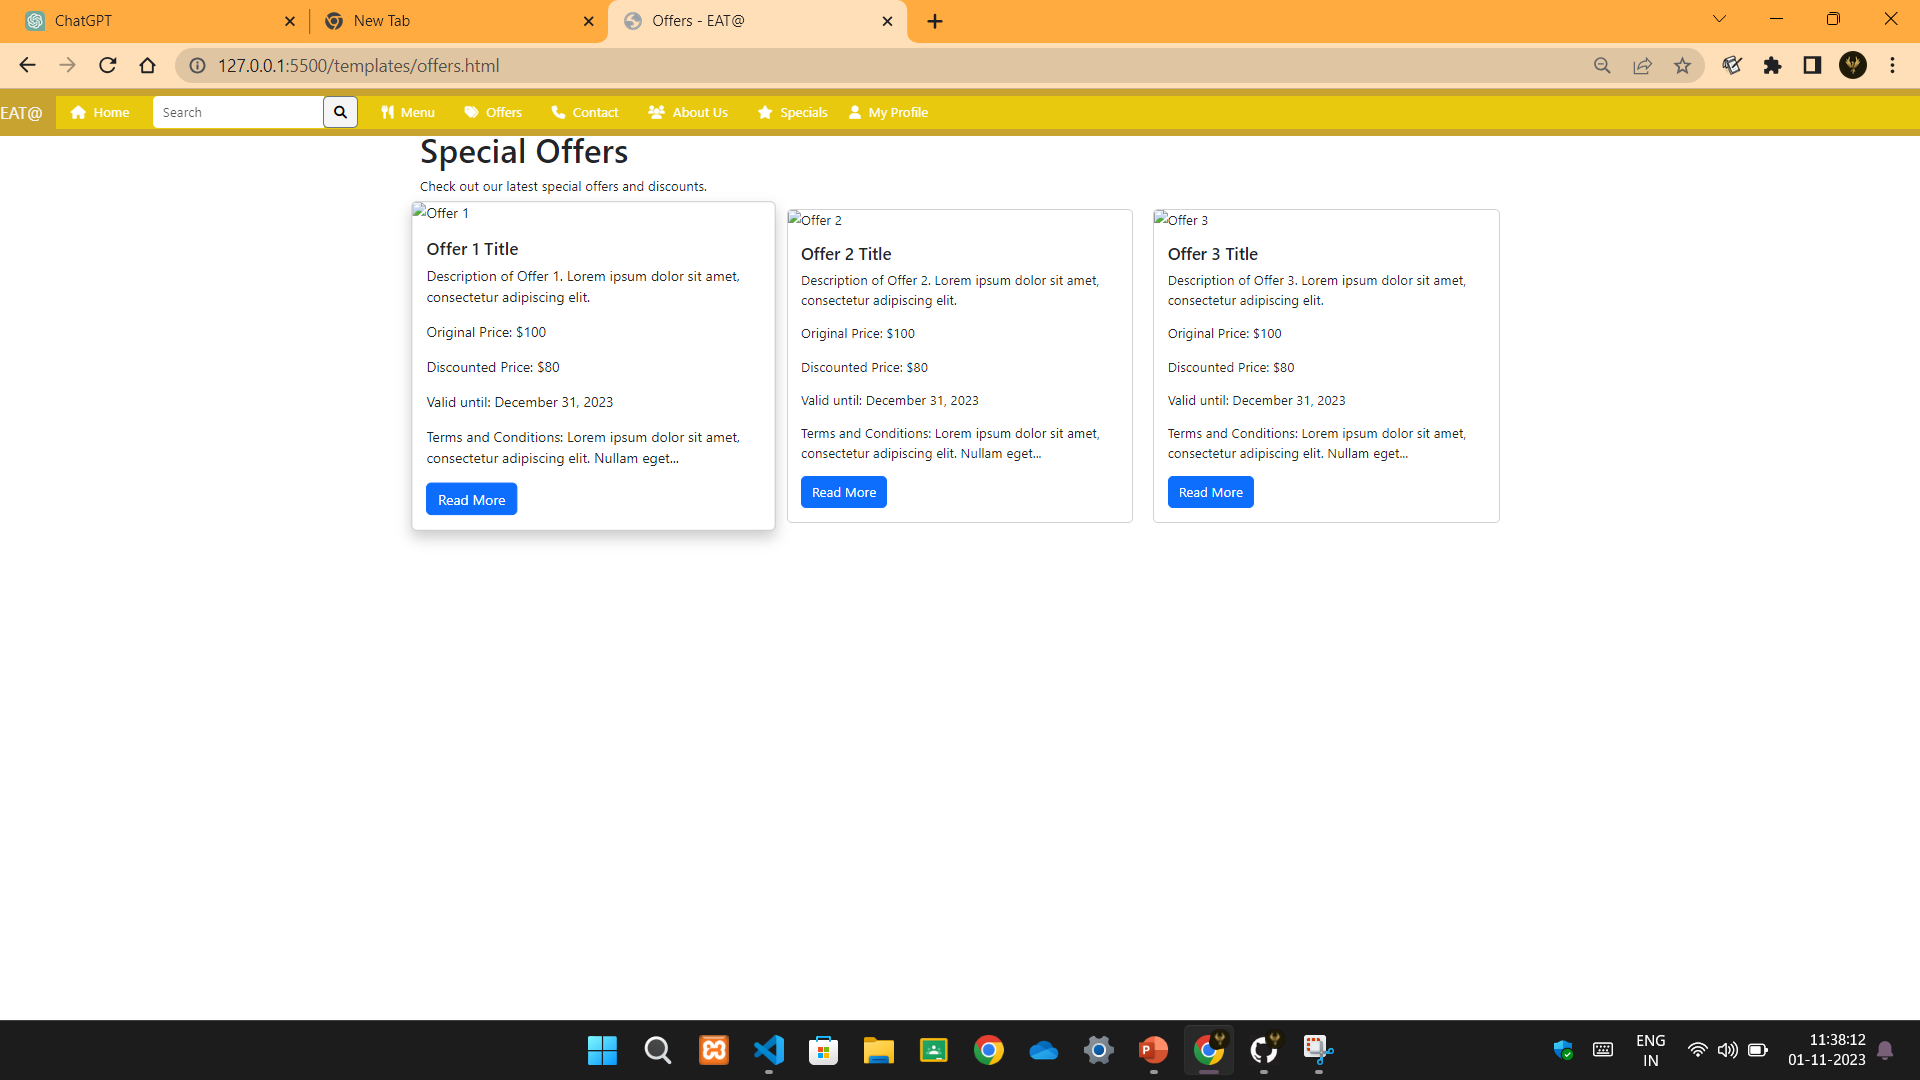 ChatGPT
New Tab
Offers - EAT@
127.0.0.1:5500/templates/offers.html
EAT@ Home Search Menu Offers Contact About Us Specials My Profile
Special Offers
Check out our latest special offers and discounts.
Offer 1
Offer 1 Title
Description of Offer 1. Lorem ipsum dolor sit amet,
consectetur adipiscing elit.
Original Price: $100
Discounted Price: $80
Valid until: December 31, 2023
Terms and Conditions: Lorem ipsum dolor sit amet,
consectetur adipiscing elit. Nullam eget...
Read More
Offer 2
Offer 2 Title
Description of Offer 2. Lorem ipsum dolor sit amet,
consectetur adipiscing elit.
Original Price: $100
Discounted Price: $80
Valid until: December 31, 2023
Terms and Conditions: Lorem ipsum dolor sit amet,
consectetur adipiscing elit. Nullam eget...
Read More
Offer 3
Offer 3 Title
Description of Offer 3. Lorem ipsum dolor sit amet,
consectetur adipiscing elit.
Original Price: $100
Discounted Price: $80
Valid until: December 31, 2023
Terms and Conditions: Lorem ipsum dolor sit amet,
consectetur adipiscing elit. Nullam eget...
Read More
ENG
IN
11:38:12
01-11-2023